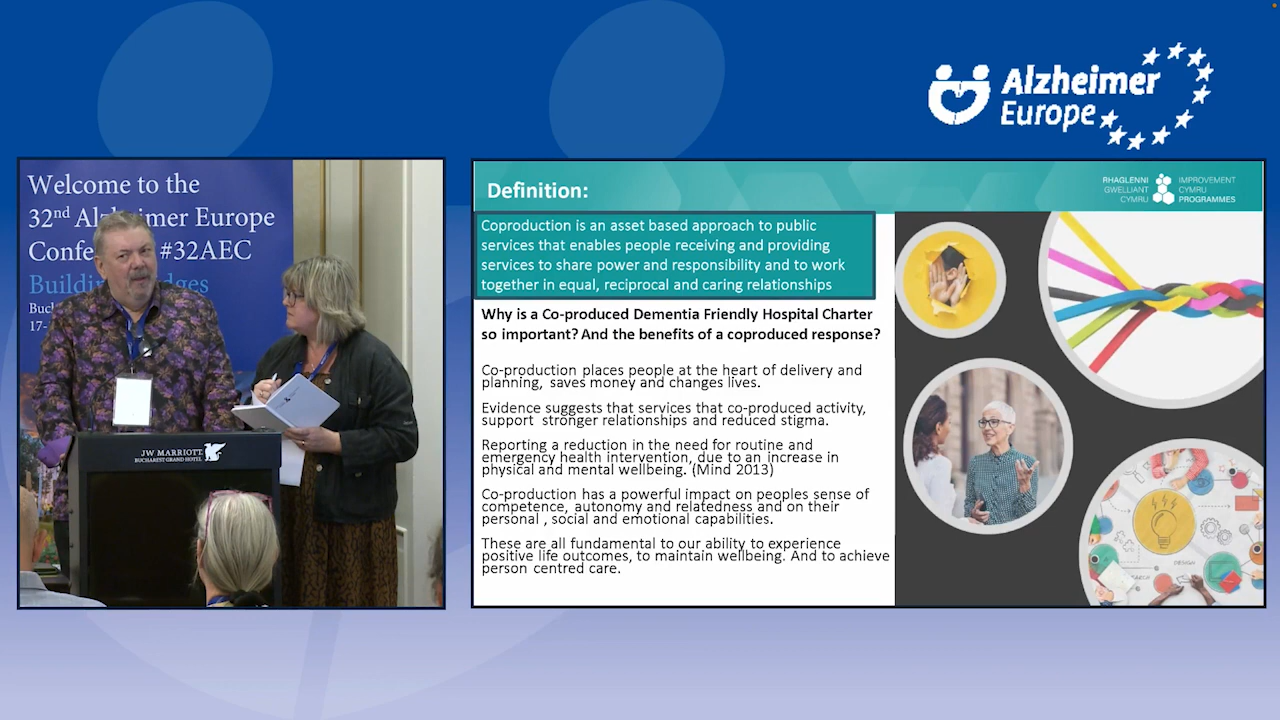 Alzheimer
Europe
Welcome to the
32nd Alzheimer Europe
Confe #32AEC
Buildin dges
Buc
17-
JW MARRIOTT
BUCHAREST GRAND HOTEL
Definition:
RHAGLENNI
GWELLIANT
CYMRU
IMPROVEMENT
CYMRU
PROGRAMMES
Coproduction is an asset based approach to public
services that enables people receiving and providing
services to share power and responsibility and to work
together in equal, reciprocal and caring relationships
Why is a Co-produced Dementia Friendly Hospital Charter
so important? And the benefits of a coproduced response?
Co-production places people at the heart of delivery and
planning, saves money and changes lives.
Evidence suggests that services that co-produced activity,
support stronger relationships and reduced stigma.
Reporting a reduction in the need for routine and
emergency health intervention, due to an increase in
physical and mental wellbeing. (Mind 2013)
Co-production has a powerful impact on peoples sense of
competence, autonomy and relatedness and on their
personal , social and emotional capabilities.
These are all fundamental to our ability to experience
positive life outcomes, to maintain wellbeing. And to achieve
person centred care.
DESIGN